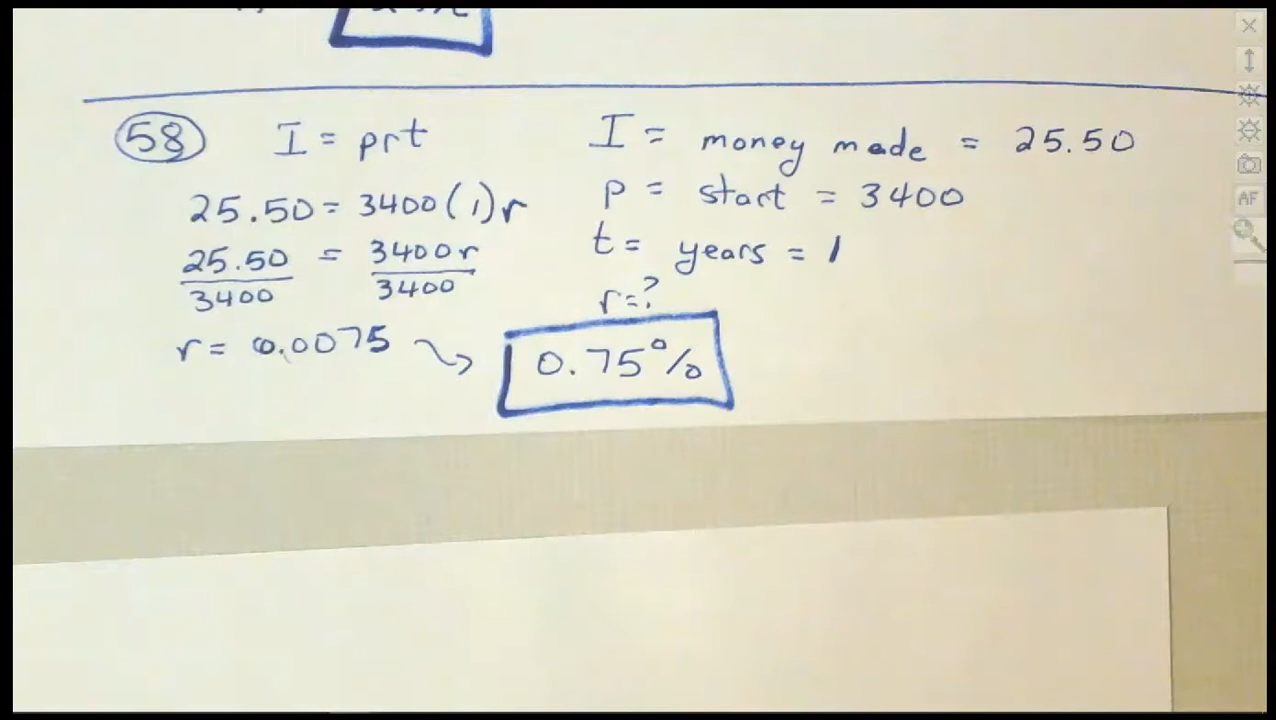 58 I = prt
25.50 = 3400(1)r
25.50/3400 = 3400r/3400
r = 0.0075 → 0.75%
I = money made = 25.50
p = start = 3400
t = years = 1
r = ?
AF